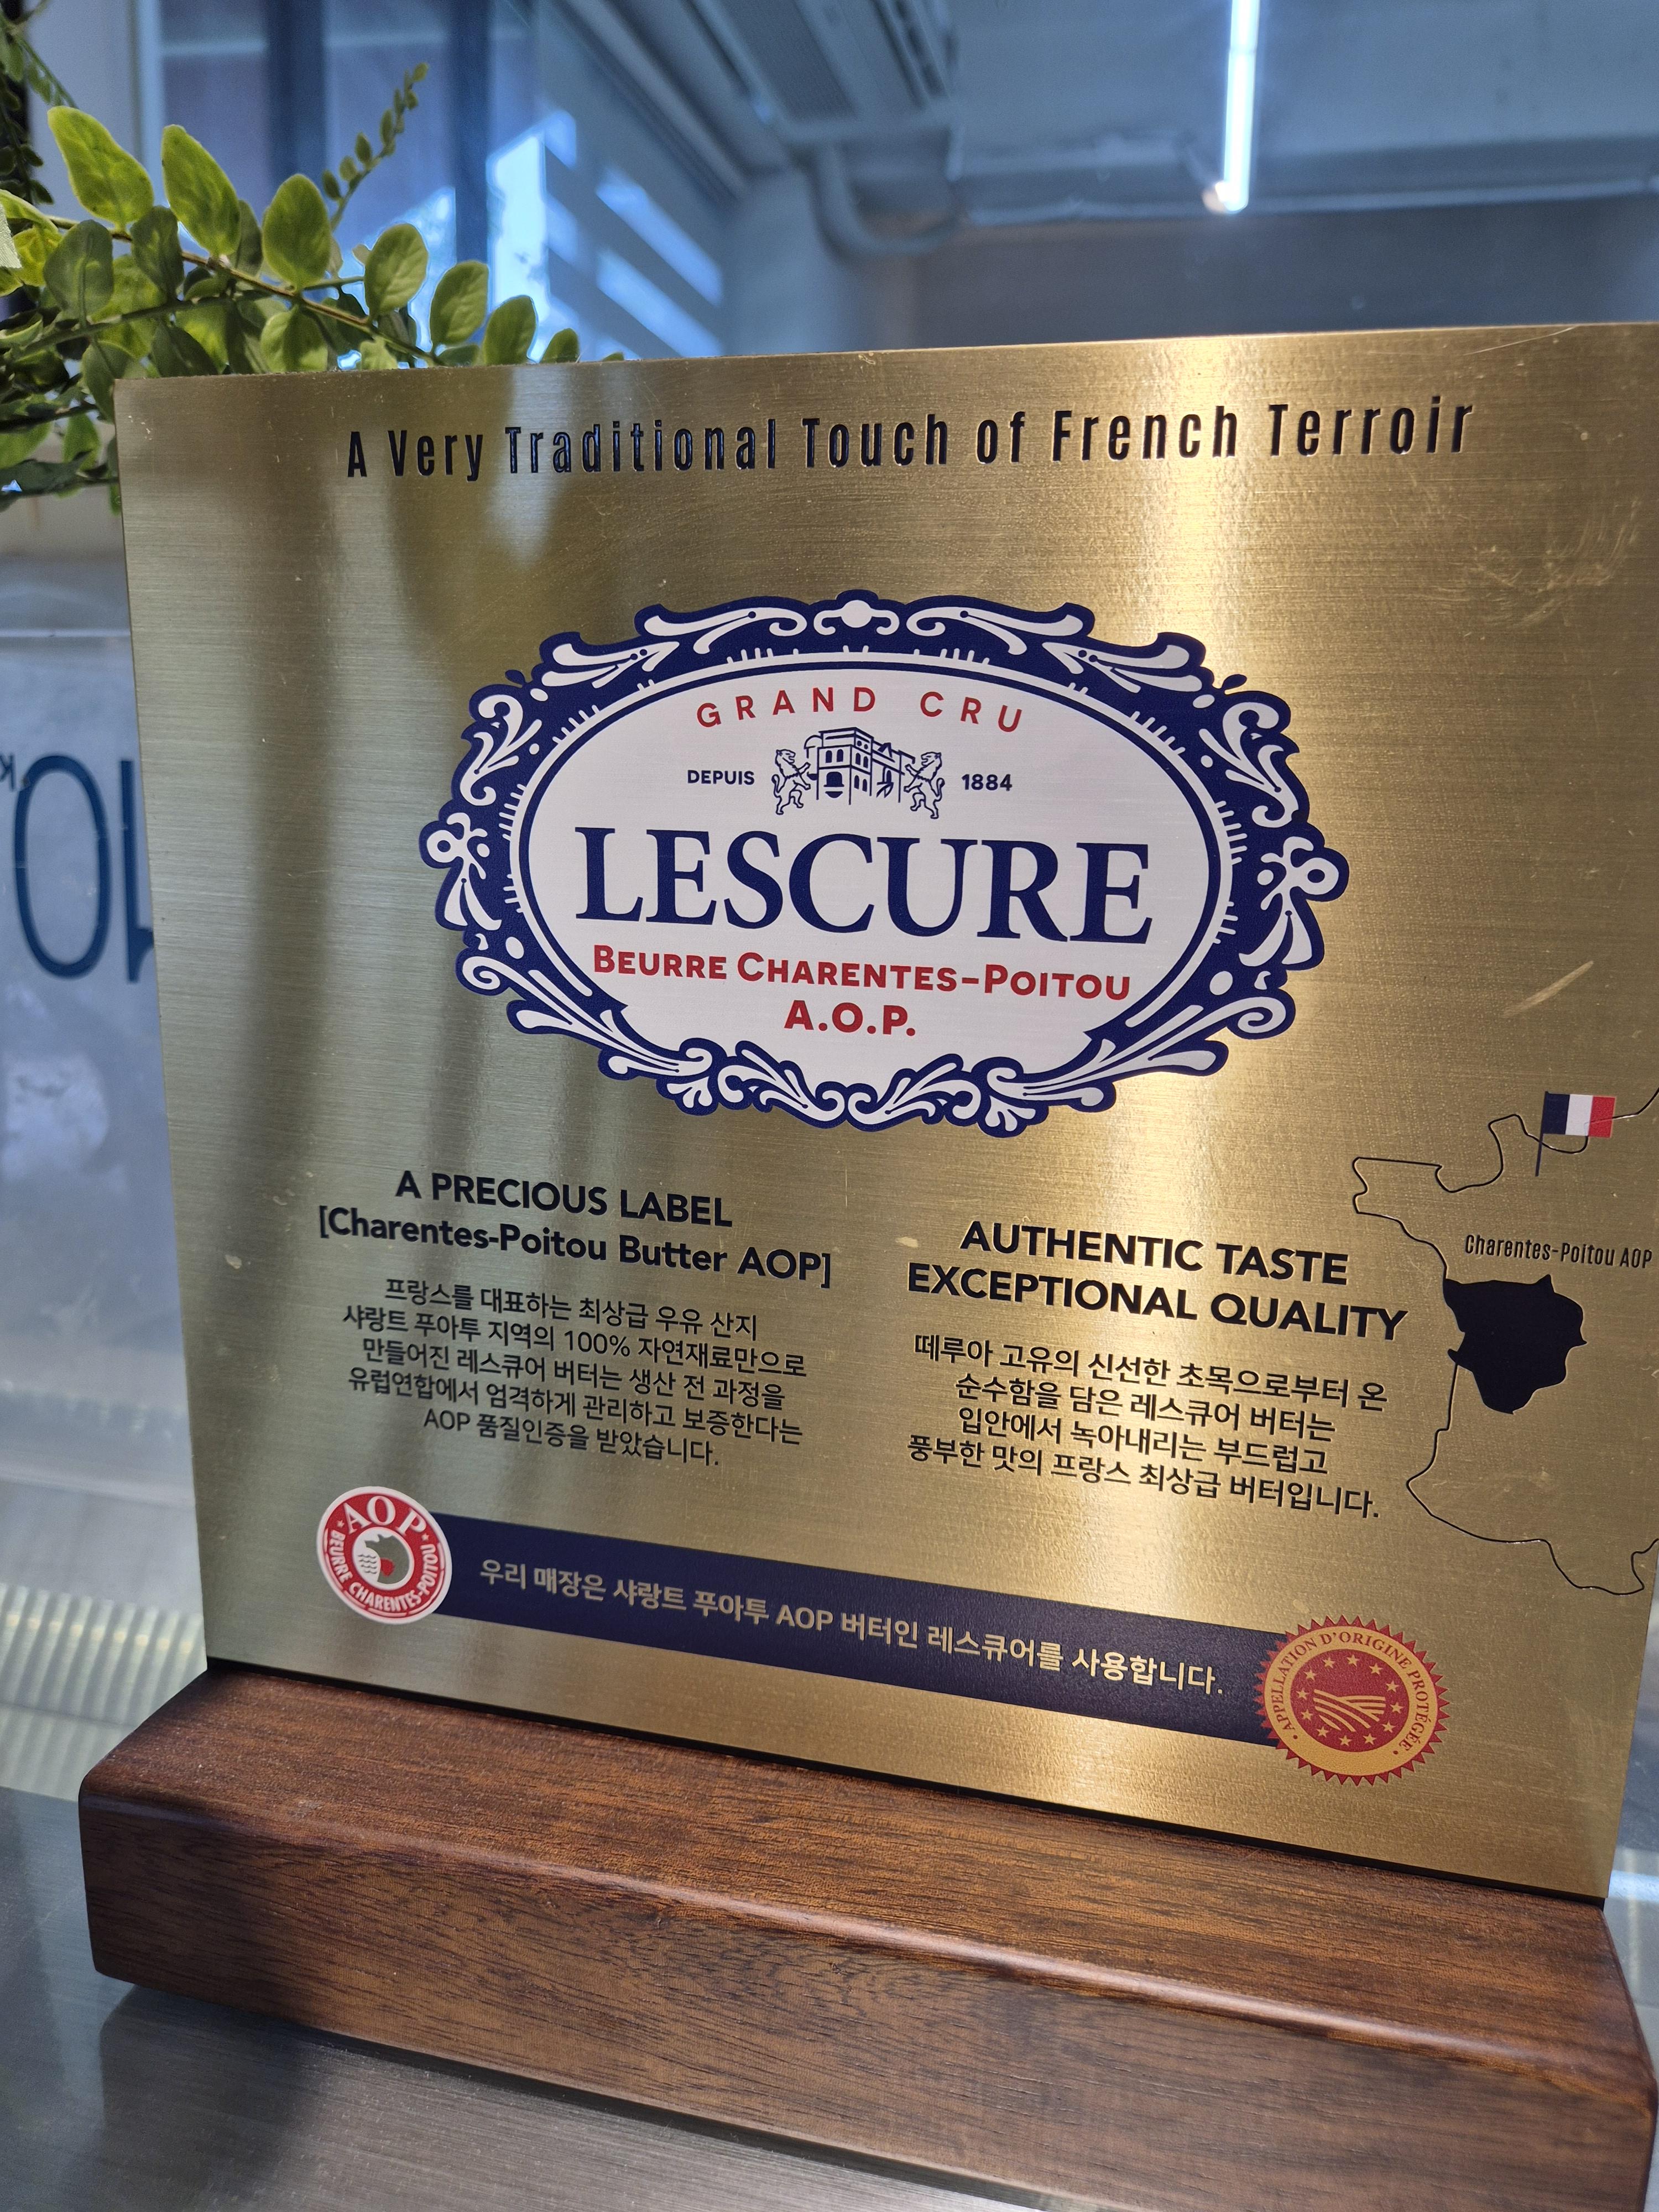 A Very Traditional Touch of French Terroir
GRAND CRU
DEPUIS 1884
LESCURE
BEURRE CHARENTES-POITOU
A.O.P.
A PRECIOUS LABEL
[Charentes-Poitou Butter AOP]
프랑스를 대표하는 최상급 우유 산지
샤랑트 푸아투 지역의 100% 자연재료만으로
만들어진 레스큐어 버터는 생산 전 과정을
유럽연합에서 엄격하게 관리하고 보증한다는
AOP 품질인증을 받았습니다.
AUTHENTIC TASTE
EXCEPTIONAL QUALITY
떼루아 고유의 신선한 초목으로부터 온
순수함을 담은 레스큐어 버터는
입안에서 녹아내리는 부드럽고
풍부한 맛의 프랑스 최상급 버터입니다.
Charentes-Poitou AOP
AOP
BEURRE CHARENTES-POITOU
우리 매장은 샤랑트 푸아투 AOP 버터인 레스큐어를 사용합니다.
APPELLATION D'ORIGINE PROTÉGÉE